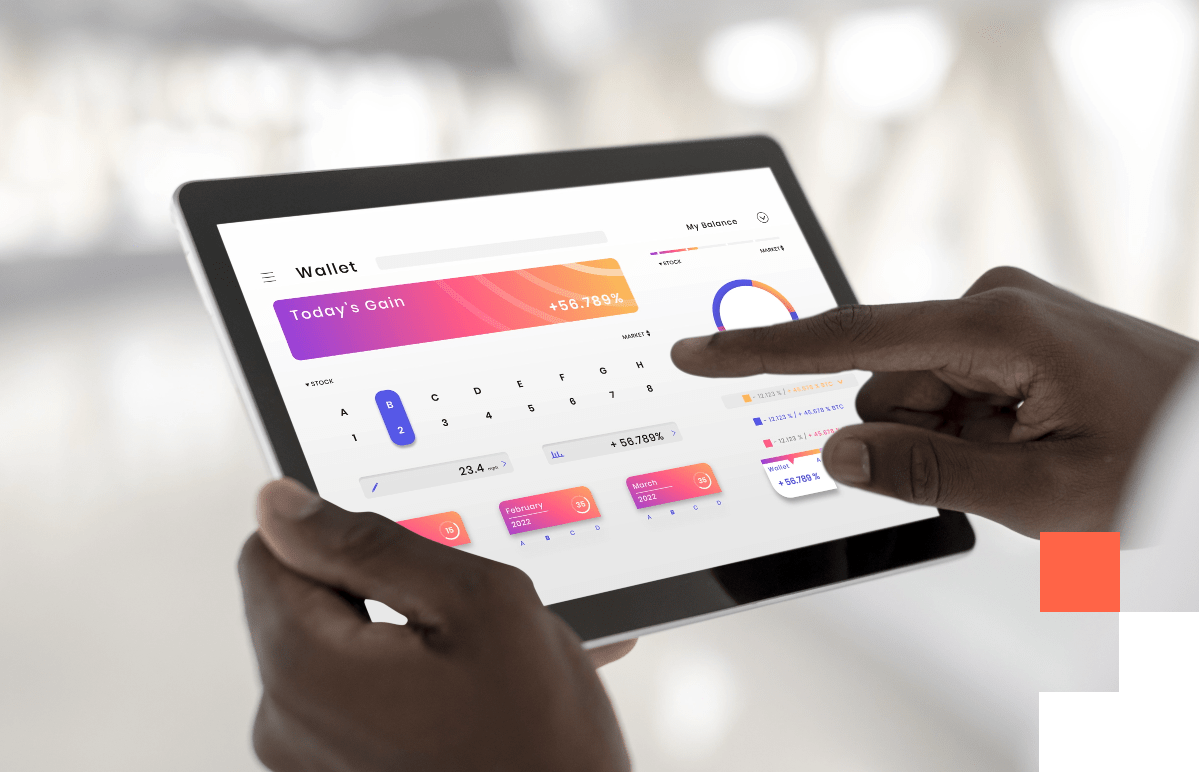 My Balance
Wallet
▾STOCK
MARKET
Today's Gain
+56.789%
MARKET
▾STOCK
A B C D E F G H
1 2 3 4 5 6 7 8
- 12.123 % / + 45.678 % BTC
- 12.123 % / + 45.678 % BTC
- 12.123 % / + 45.678 %
23.4
+ 56.789%
Wallet
+ 56.789 %
15
February
2022
35
March
2022
35
A B C D
A B C D